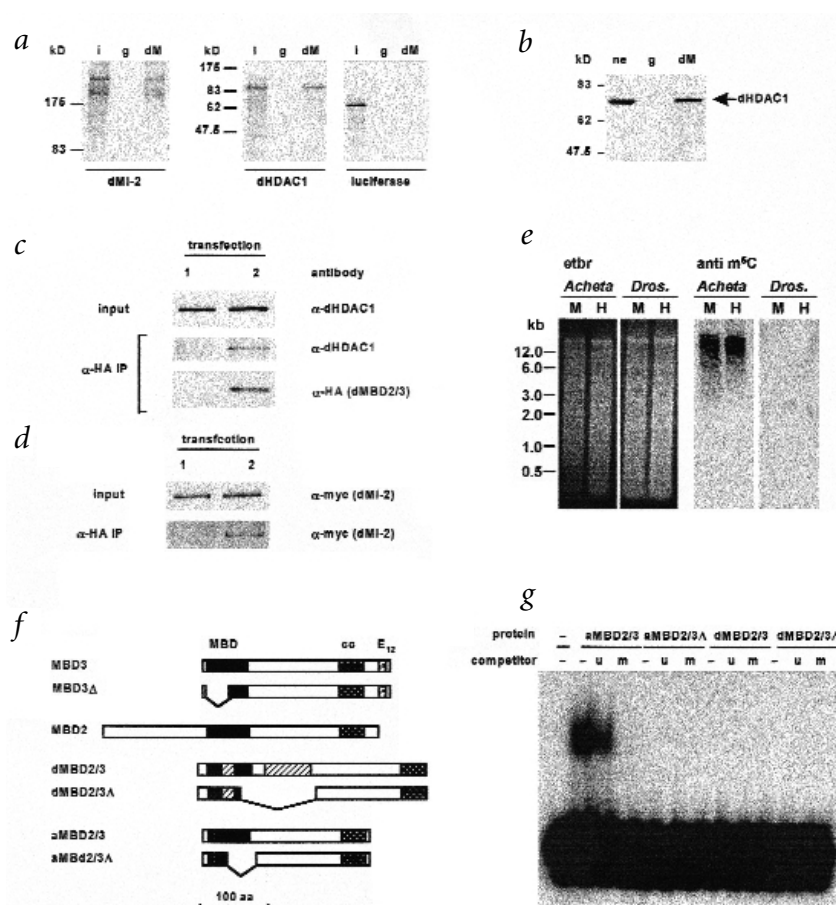 a
kD i g dM
175
83
dMi-2
kD I g dM
175
83
62
47.5
dHDAC1
i g dM
luciferase
b
kD ne g dM
83
62
47.5
dHDAC1
c
transfection
1 2 antibody
input α-dHDAC1
α-HA IP
α-dHDAC1
α-HA (dMBD2/3)
d
transfection
1 2
input α-myc (dMI-2)
α-HA IP α-myc (dMI-2)
e
etbr anti m⁵C
Acheta Dros. Acheta Dros.
M H M H M H M H
kb
12.0
6.0
3.0
2.0
1.0
0.5
f
MBD cc E₁₂
MBD3
MBD3Δ
MBD2
dMBD2/3
dMBD2/3Δ
aMBD2/3
aMBd2/3Δ
100 aa
g
protein – aMBD2/3 aMBD2/3Δ dMBD2/3 dMBD2/3Δ
competitor – – u m – u m – u m – u m